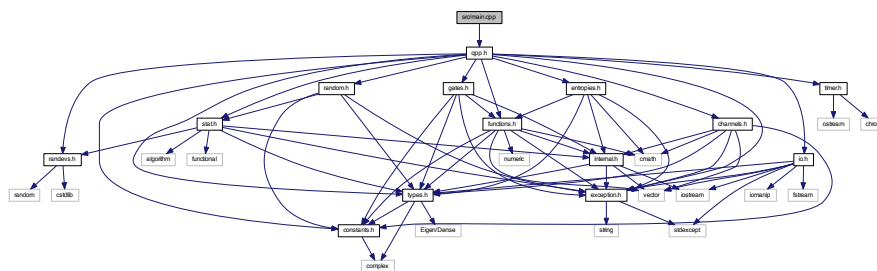 src/main.cpp
qpp.h
random.h
gates.h
entropies.h
timer.h
stat.h
functions.h
channels.h
ostream
chrono
randevs.h
algorithm
functional
numeric
internal.h
cmath
io.h
random
cstdlib
types.h
exception.h
vector
iostream
iomanip
fstream
constants.h
Eigen/Dense
string
stdexcept
complex